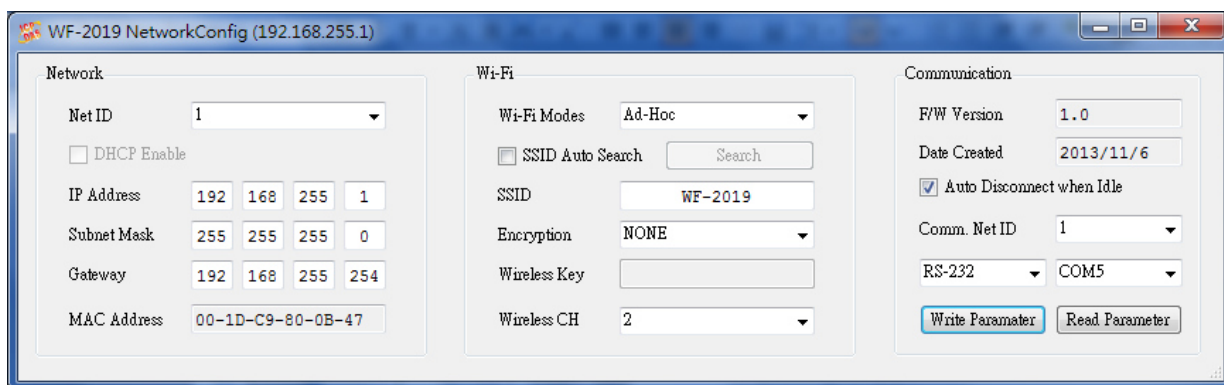 WF-2019 NetworkConfig (192.168.255.1)
Network
Net ID 1
DHCP Enable
IP Address 192 168 255 1
Subnet Mask 255 255 255 0
Gateway 192 168 255 254
MAC Address 00-1D-C9-80-0B-47
Wi-Fi
Wi-Fi Modes Ad-Hoc
SSID Auto Search Search
SSID WF-2019
Encryption NONE
Wireless Key
Wireless CH 2
Communication
F/W Version 1.0
Date Created 2013/11/6
Auto Disconnect when Idle
Comm. Net ID 1
RS-232 COM5
Write Paramater Read Parameter